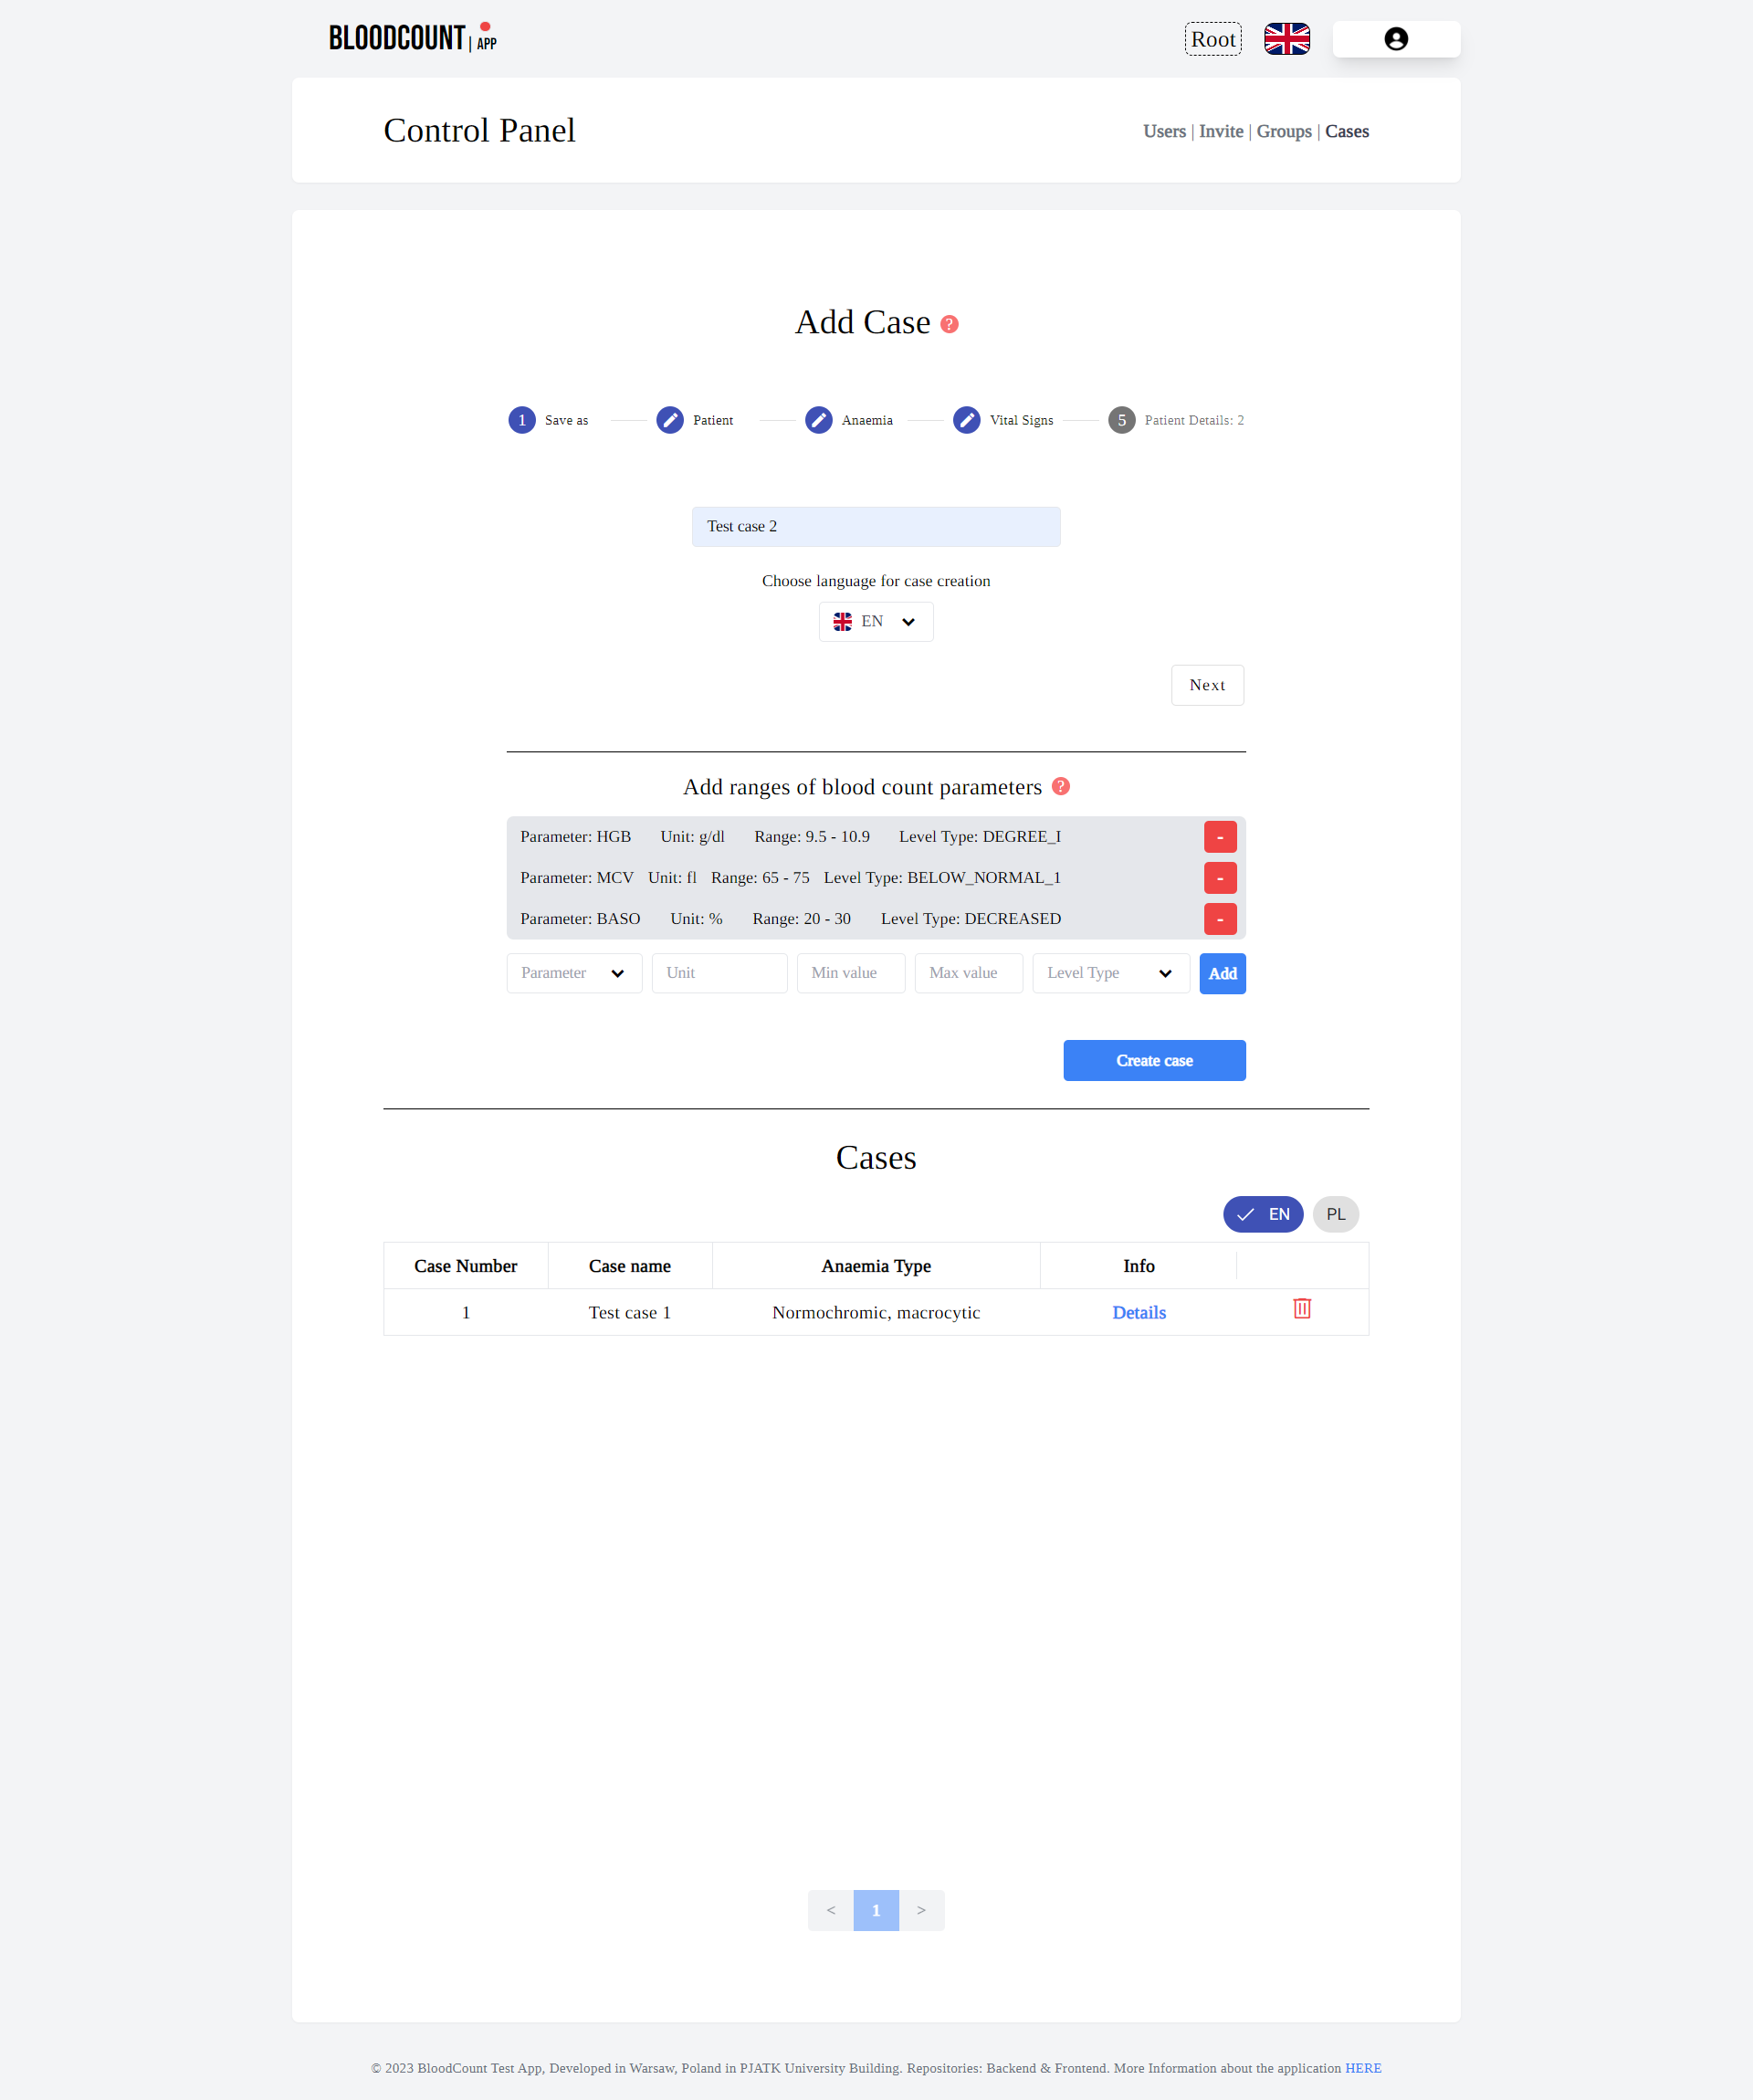 BLOODCOUNT | APP
Root
Control Panel
Users | Invite | Groups | Cases
Add Case ?
1 Save as Patient Anaemia Vital Signs 5 Patient Details: 2
Test case 2
Choose language for case creation
EN
Next
Add ranges of blood count parameters ?
Parameter: HGB Unit: g/dl Range: 9.5 - 10.9 Level Type: DEGREE_I -
Parameter: MCV Unit: fl Range: 65 - 75 Level Type: BELOW_NORMAL_1 -
Parameter: BASO Unit: % Range: 20 - 30 Level Type: DECREASED -
Parameter Unit Min value Max value Level Type Add
Create case
Cases
EN PL
Case Number Case name Anaemia Type Info
1 Test case 1 Normochromic, macrocytic Details
< 1 >
© 2023 BloodCount Test App, Developed in Warsaw, Poland in PJATK University Building. Repositories: Backend & Frontend. More Information about the application HERE